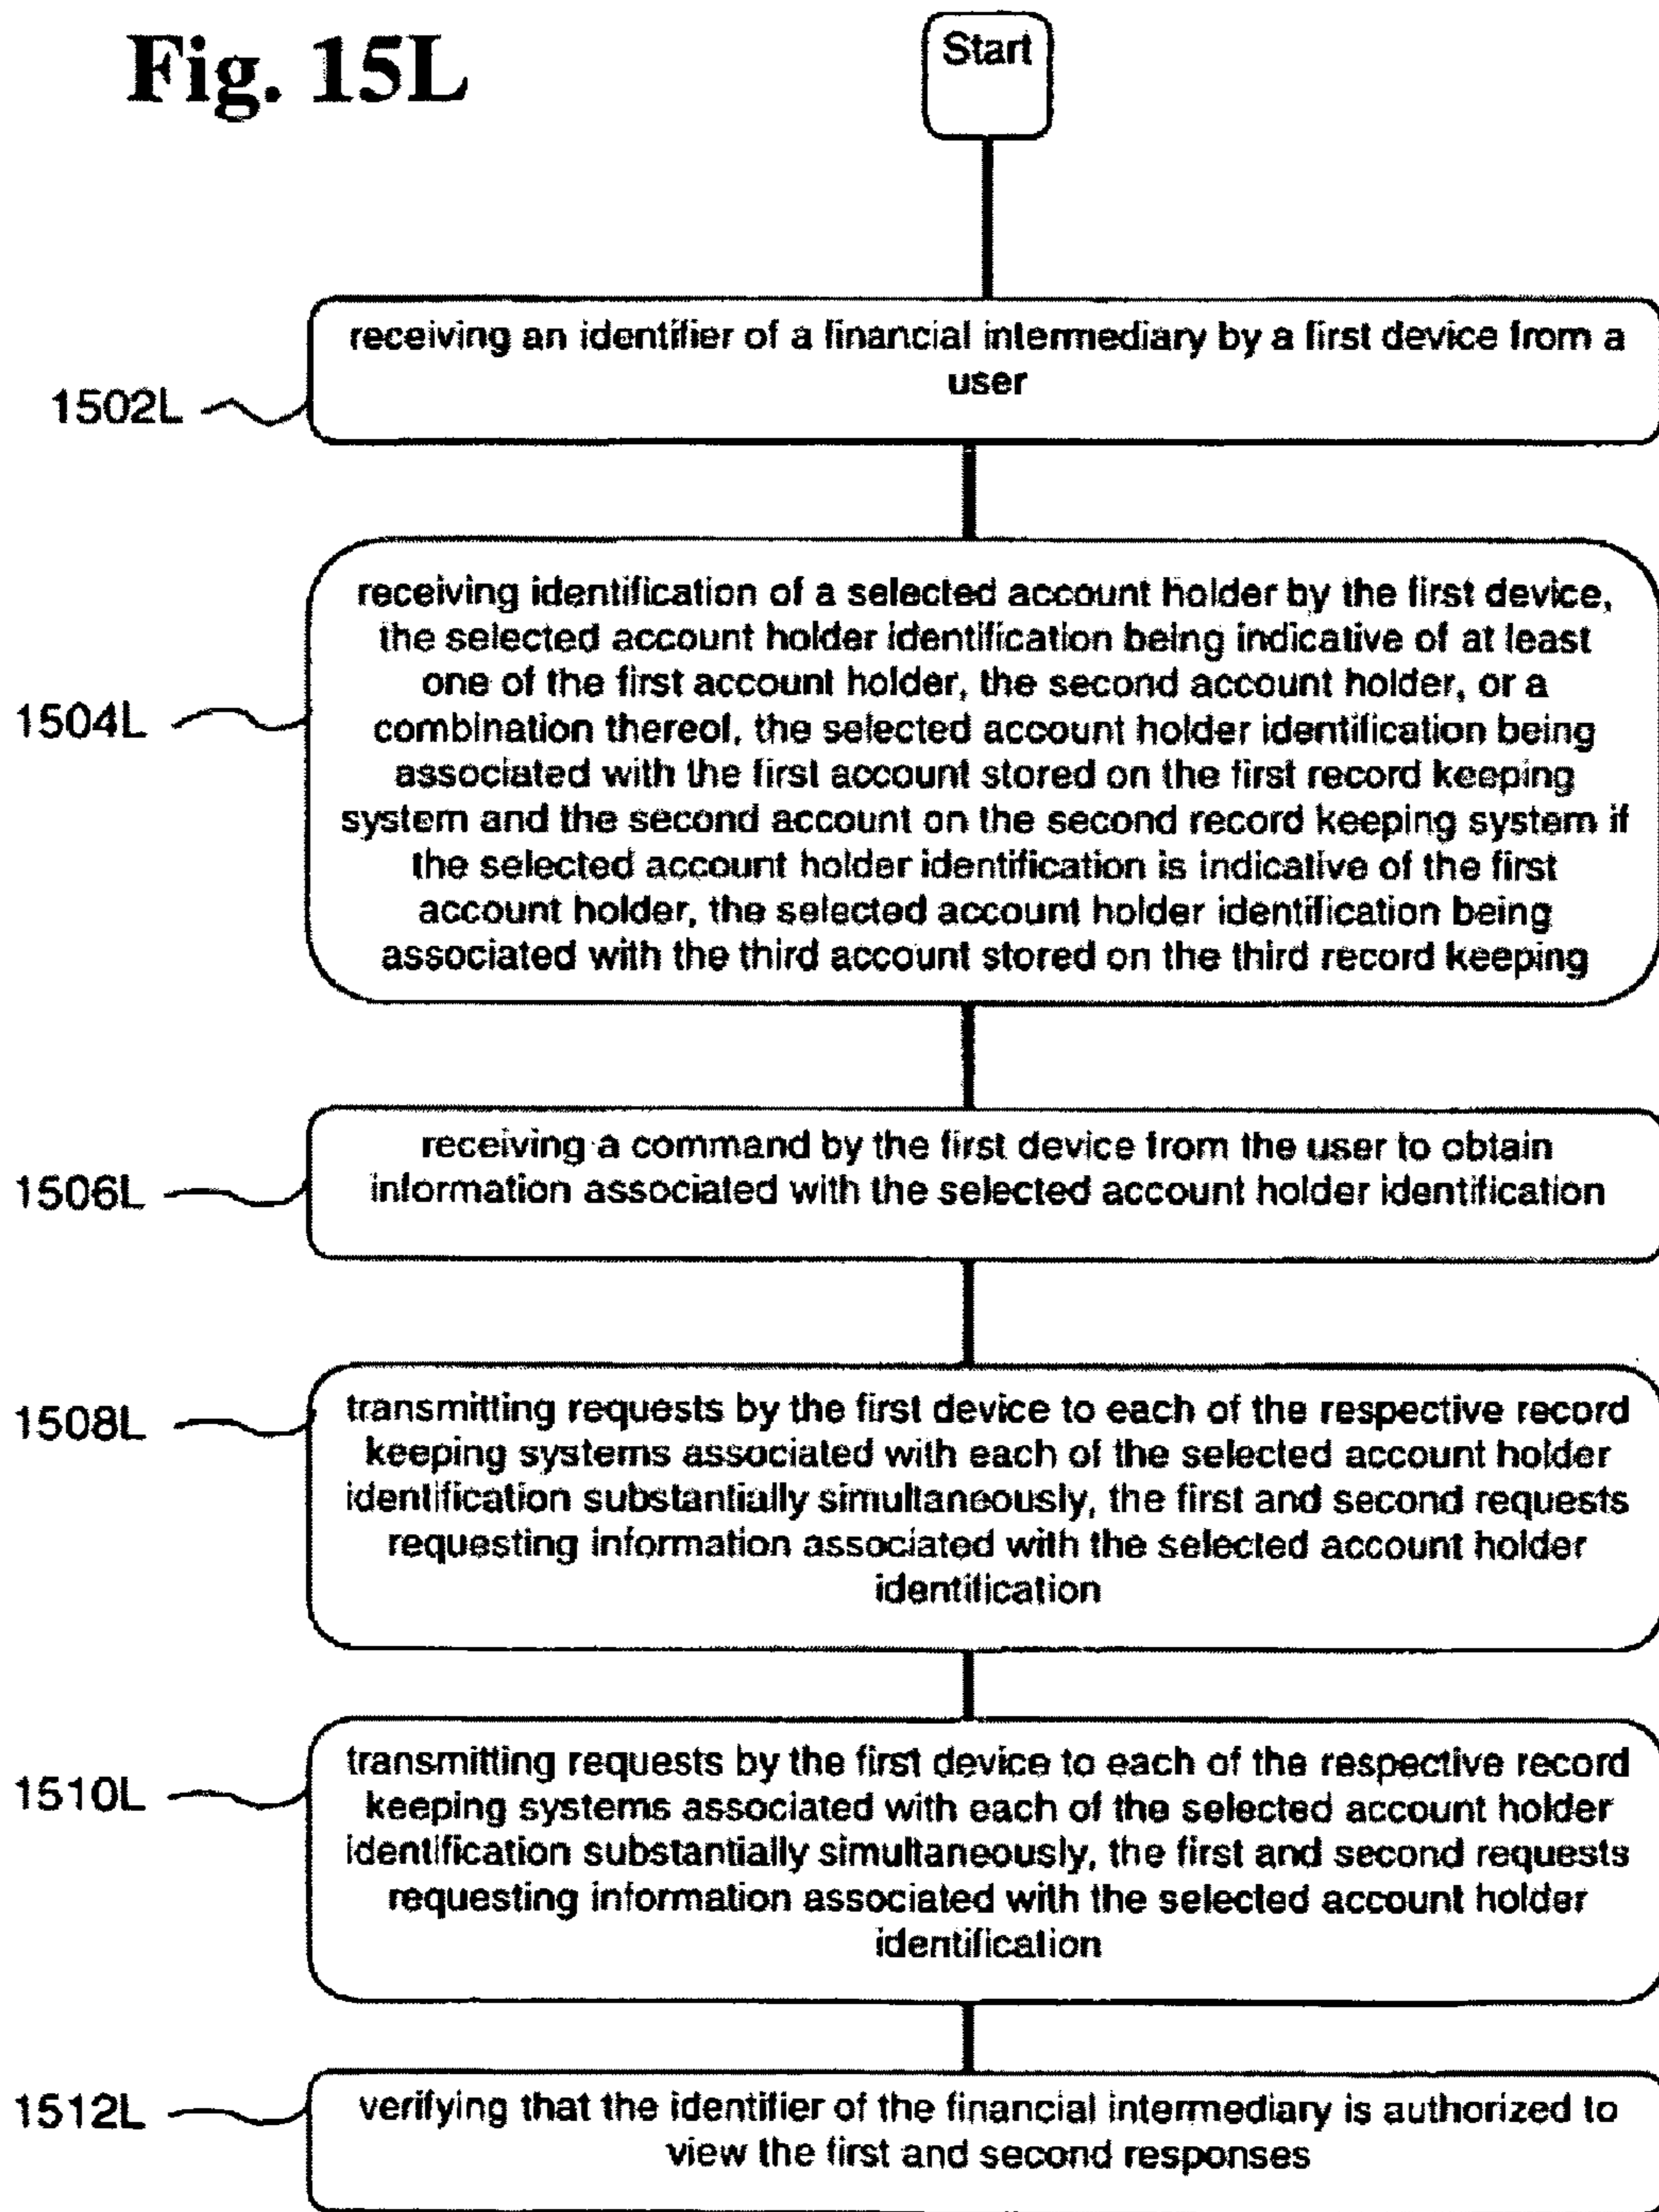 Fig. 15L
Start
receiving an identifier of a financial intermediary by a first device from a
user
1502L
receiving identification of a selected account holder by the first device,
the selected account holder identification being indicative of at least
one of the first account holder, the second account holder, or a
combination thereof, the selected account holder identification being
associated with the first account stored on the first record keeping
system and the second account on the second record keeping system if
the selected account holder identification is indicative of the first
account holder, the selected account holder identification being
associated with the third account stored on the third record keeping
1504L
receiving a command by the first device from the user to obtain
information associated with the selected account holder identification
1506L
transmitting requests by the first device to each of the respective record
keeping systems associated with each of the selected account holder
identification substantially simultaneously, the first and second requests
requesting information associated with the selected account holder
identification
1508L
transmitting requests by the first device to each of the respective record
keeping systems associated with each of the selected account holder
identification substantially simultaneously, the first and second requests
requesting information associated with the selected account holder
identification
1510L
verifying that the identifier of the financial intermediary is authorized to
view the first and second responses
1512L